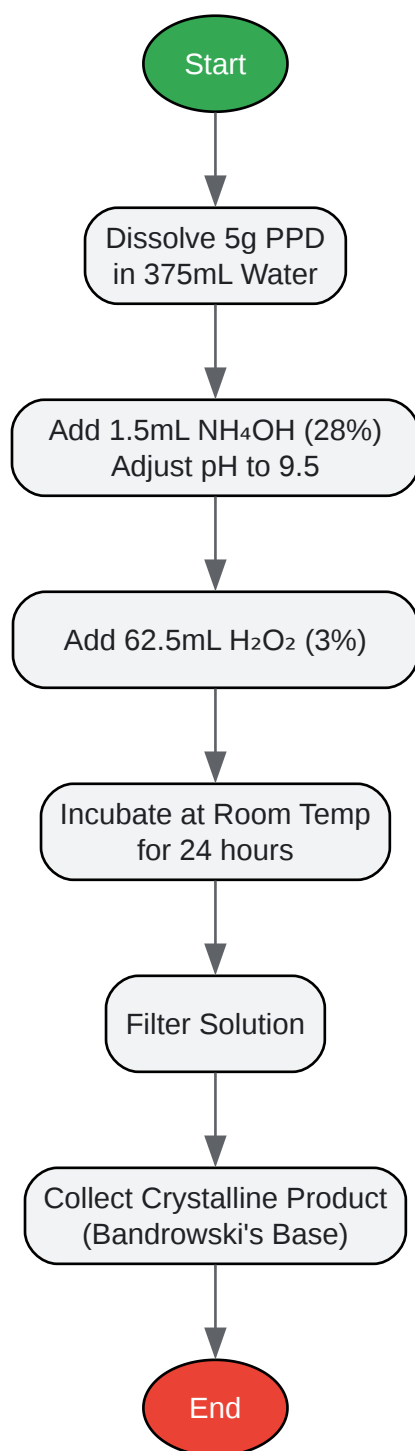 Start
Dissolve 5g PPD
in 375mL Water
Add 1.5mL NH₄OH (28%)
Adjust pH to 9.5
Add 62.5mL H₂O₂ (3%)
Incubate at Room Temp
for 24 hours
Filter Solution
Collect Crystalline Product
(Bandrowski's Base)
End